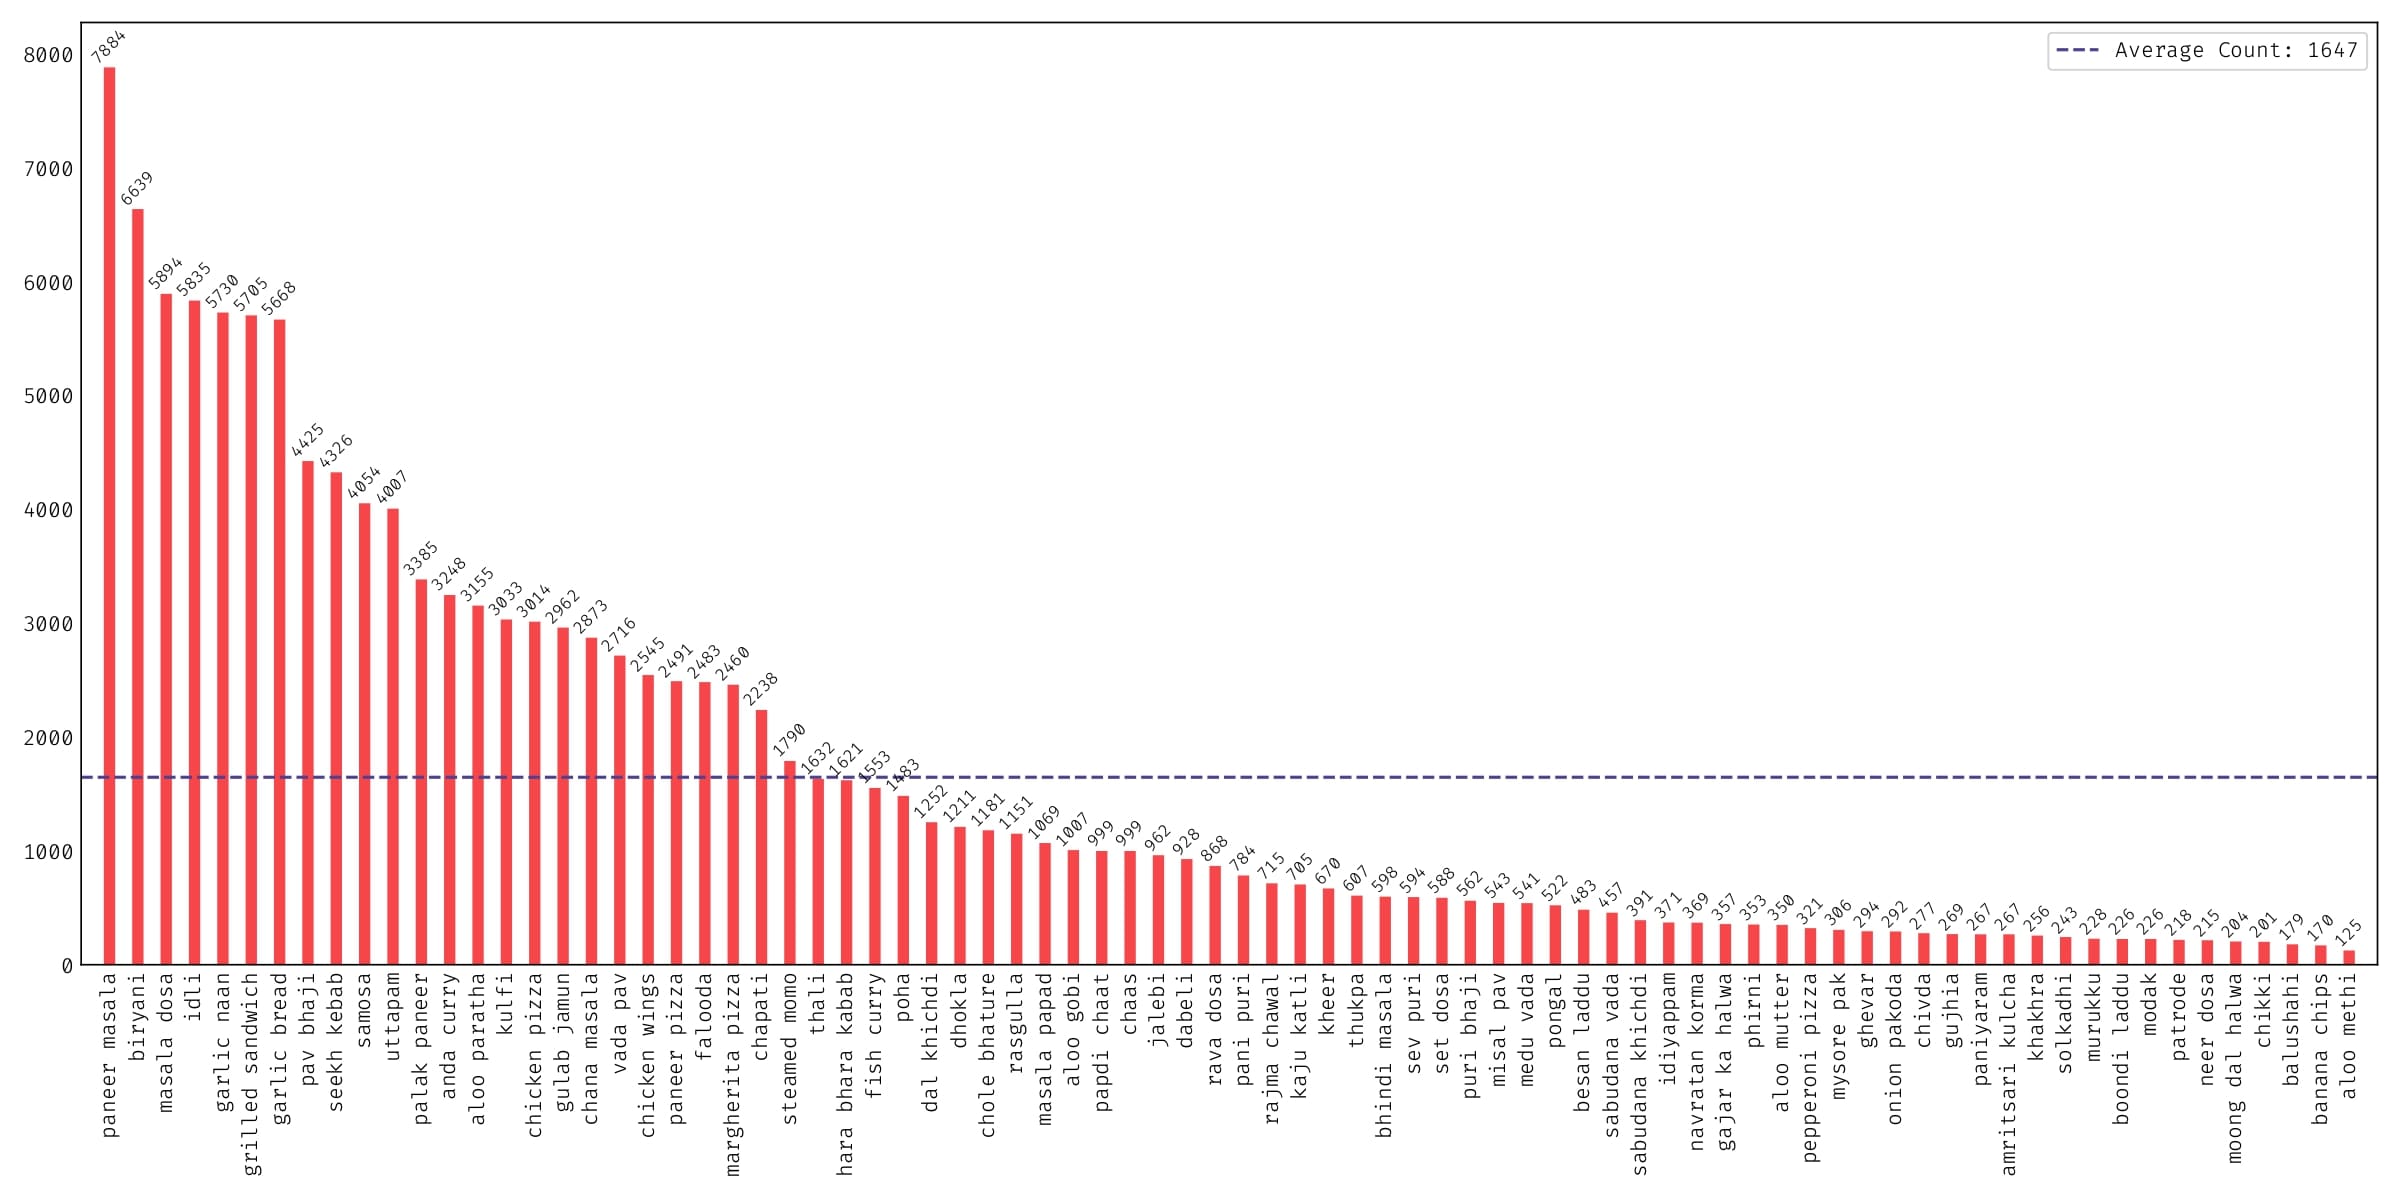 Average Count: 1647
8000
7000
6000
5000
4000
3000
2000
1000
0
7884
6639
5894
5835
5730
5705
5668
4425
4326
4054
4007
3385
3248
3155
3033
3014
2962
2873
2716
2545
2491
2483
2460
2238
1790
1632
1621
1553
1483
1252
1211
1181
1151
1069
1007
999
999
962
928
868
784
715
705
670
607
598
594
588
562
543
541
522
483
457
391
371
369
357
353
350
321
306
294
292
277
269
267
267
256
243
228
226
226
218
215
204
201
179
170
125
paneer masala
biryani
masala dosa
idli
garlic naan
grilled sandwich
garlic bread
pav bhaji
seekh kebab
samosa
uttapam
palak paneer
anda curry
aloo paratha
kulfi
chicken pizza
gulab jamun
chana masala
vada pav
chicken wings
paneer pizza
falooda
margherita pizza
chapati
steamed momo
thali
hara bhara kabab
fish curry
poha
dal khichdi
dhokla
chole bhature
rasgulla
masala papad
aloo gobi
papdi chaat
chaas
jalebi
dabeli
rava dosa
pani puri
rajma chawal
kaju katli
kheer
thukpa
bhindi masala
sev puri
set dosa
puri bhaji
misal pav
medu vada
pongal
besan laddu
sabudana vada
sabudana khichdi
idiyappam
navratan korma
gajar ka halwa
phirni
aloo mutter
pepperoni pizza
mysore pak
ghevar
onion pakoda
chivda
gujhia
paniyaram
amritsari kulcha
khakhra
solkadhi
murukku
boondi laddu
modak
patrode
neer dosa
moong dal halwa
chikki
balushahi
banana chips
aloo methi